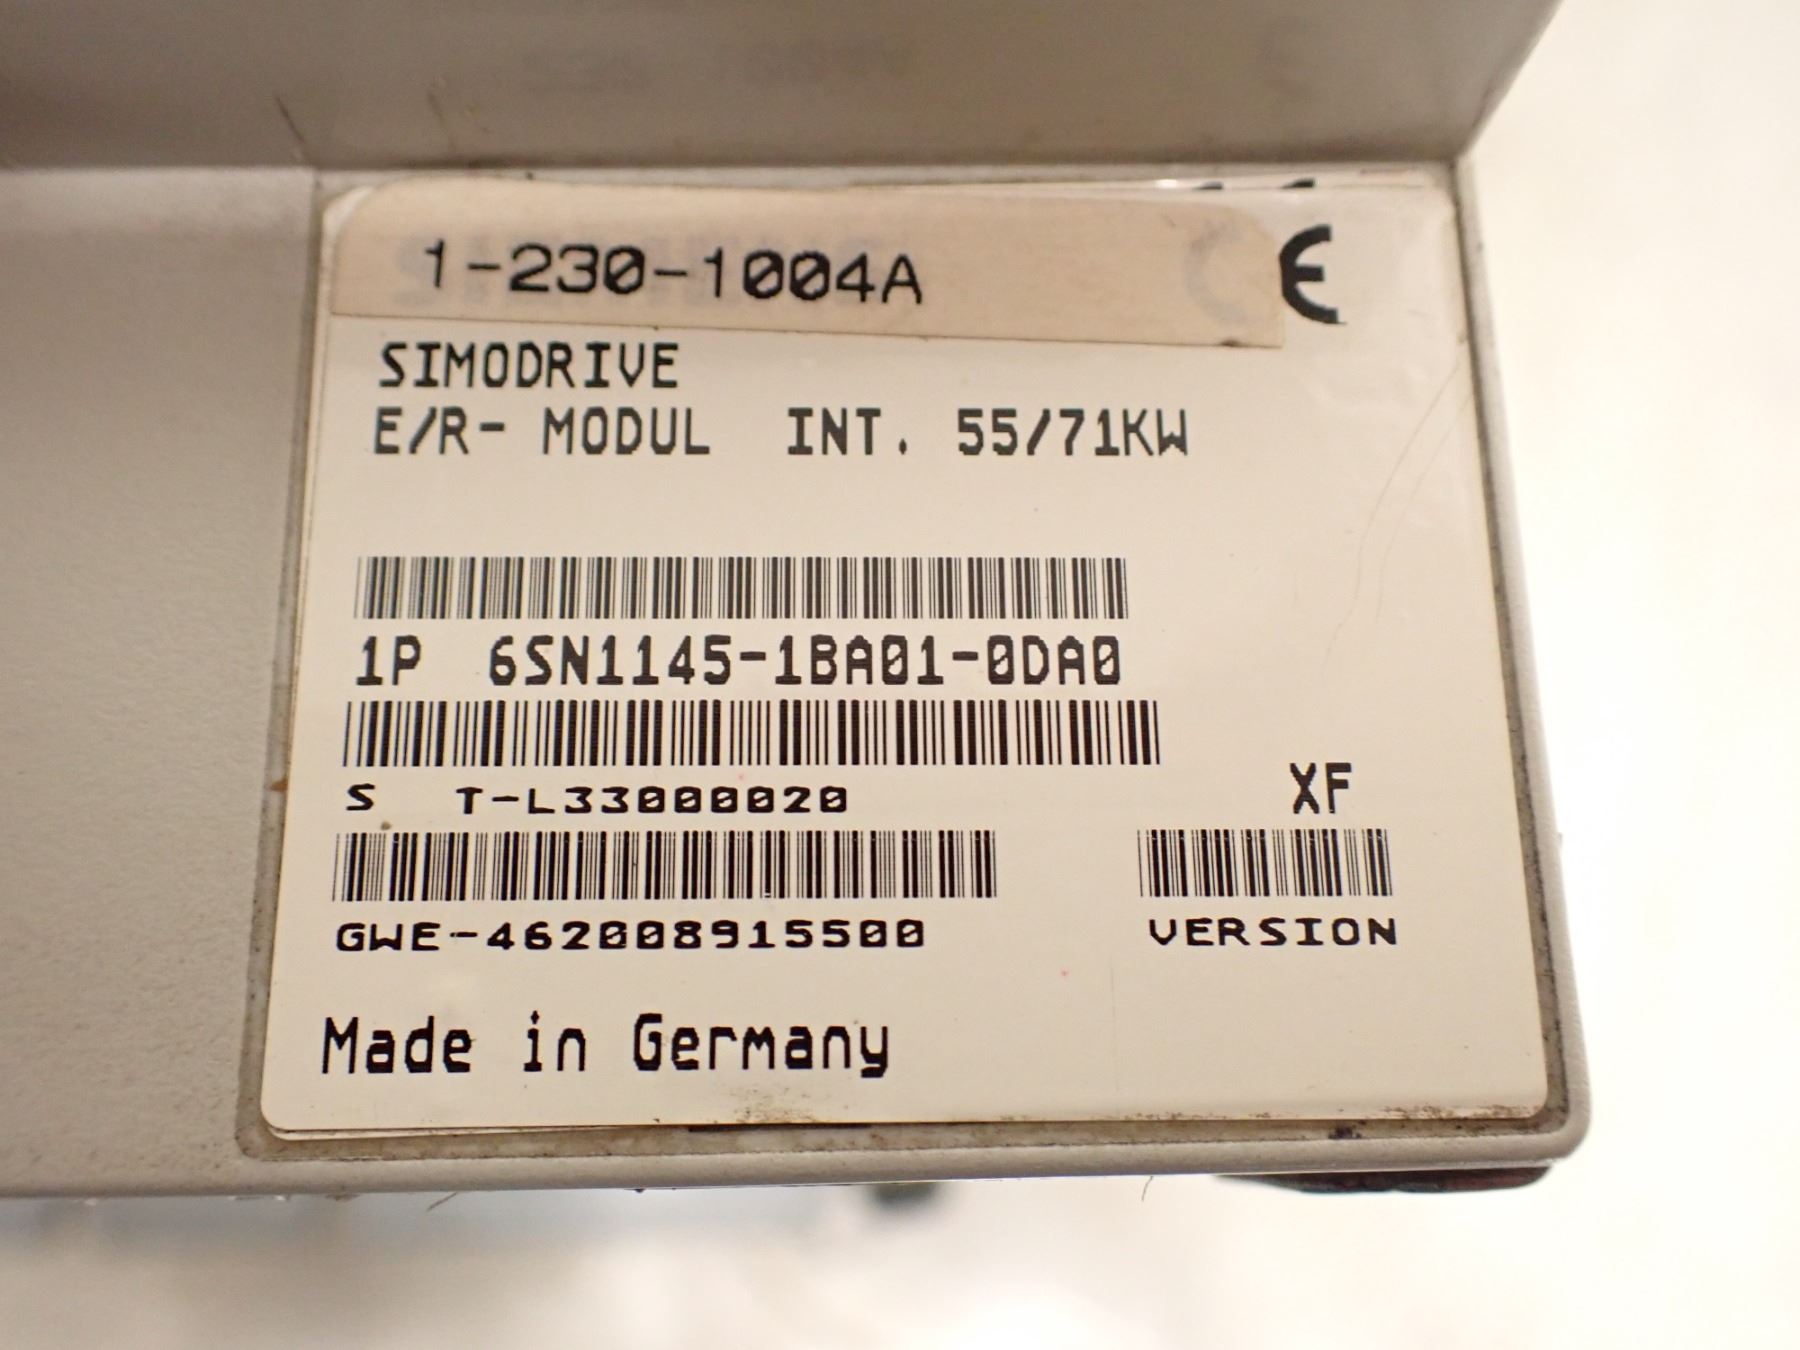 1-230-1004A
SIMODRIVE
E/R- MODUL INT. 55/71KW
1P 6SN1145-1BA01-0DA0
S T-L33000020
XF
GWE-462008915500
VERSION
Made in Germany